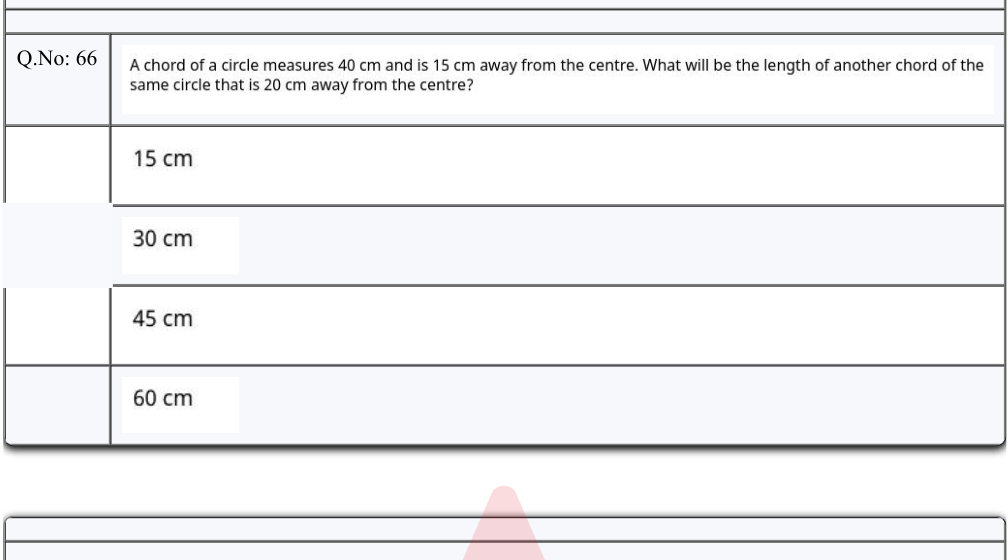 Q.No: 66
A chord of a circle measures 40 cm and is 15 cm away from the centre. What will be the length of another chord of the
same circle that is 20 cm away from the centre?
15 cm
30 cm
45 cm
60 cm